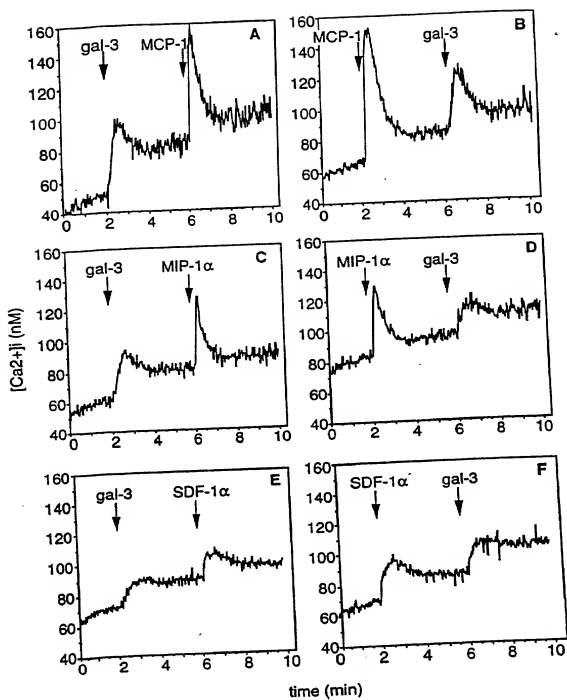 A
gal-3 MCP-1
160
140
120
100
80
60
40
0 2 4 6 8 10
B
MCP-1 gal-3
160
140
120
100
80
60
40
0 2 4 6 8 10
C
gal-3 MIP-1α
160
140
120
100
80
60
40
0 2 4 6 8 10
D
MIP-1α gal-3
160
140
120
100
80
60
40
0 2 4 6 8 10
E
gal-3 SDF-1α
160
140
120
100
80
60
40
0 2 4 6 8 10
F
SDF-1α gal-3
160
140
120
100
80
60
40
0 2 4 6 8 10
[Ca2+]i (nM)
time (min)